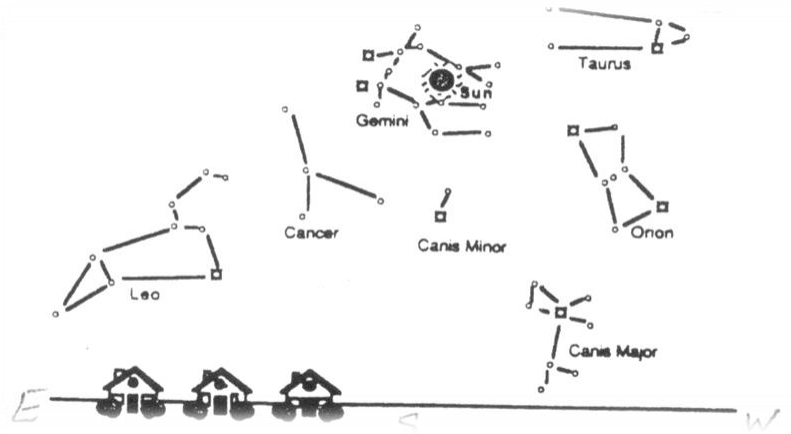 Taurus
Sun
Gemini
Cancer
Canis Minor
Orion
Leo
Canis Major
E S W